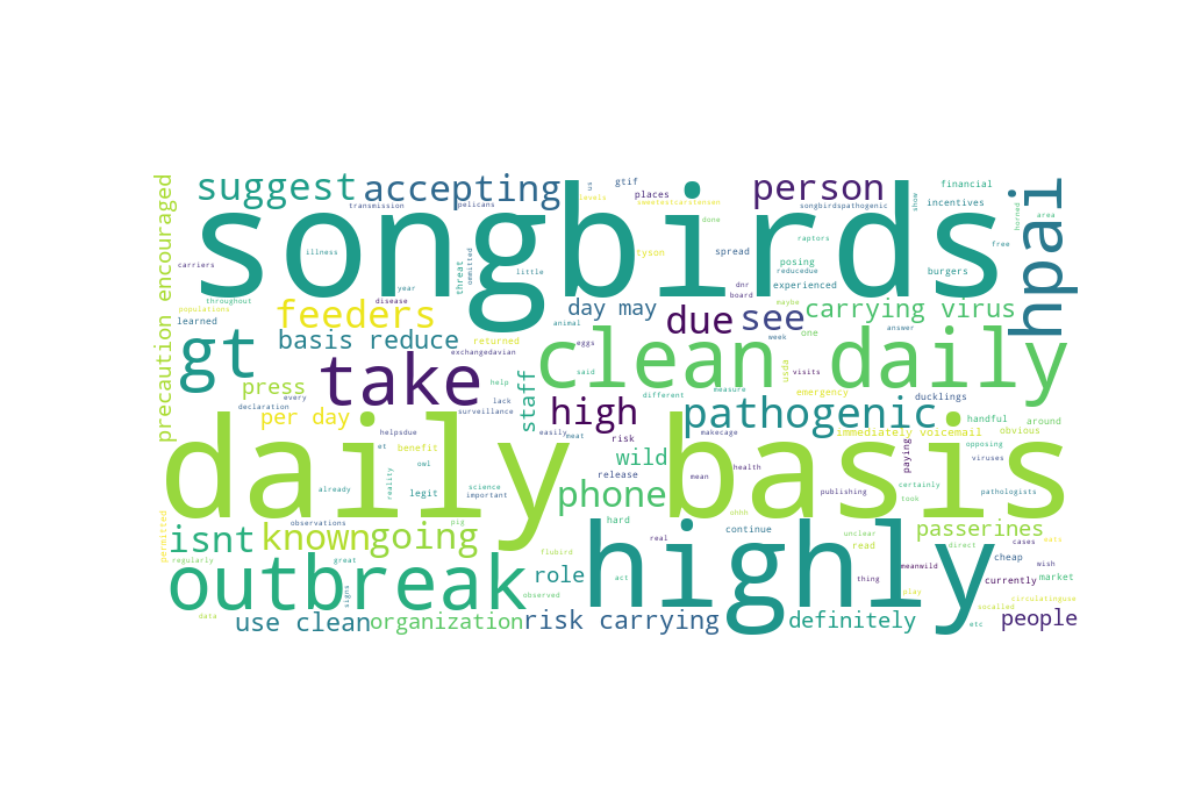 songbirds
daily basis
highly
clean daily
outbreak
take
hpai
gt
pathogenic
suggest
accepting
person
feeders
due
see
high
phone
isnt
known
going
basis reduce
day may
carrying virus
press
per day
staff
wild
passerines
role
use clean
organization
risk carrying
definitely
people
precaution encouraged
gtif
us
places
levels
sweetestcarstensen
songbirdspathogenic
show
financial
incentives
horned
area
free
transmission
pelicans
done
illness
carriers
year
threat
ommitted
little
tyson
spread
raptors
reducedue
posing
experienced
burgers
dnr
board
maybe
throughout
populations
learned
disease
returned
exchangedavian
animal
eggs
said
week
one
answer
usda
visits
measure
different
emergency
ducklings
handful
around
obvious
immediately voicemail
opposing
viruses
paying
every
declaration
help
lack
surveillance
easily
meat
risk
makecage
helpsdue
et
benefit
owl
reality
already
legit
science
important
release
mean
health
publishing
certainly
took
pathologists
observations
pig
hard
continue
unclear
read
direct
cases
eats
permitted
regularly
great
signs
flubird
real
act
observed
thing
play
meanwild
cheap
wish
currently
market
circulatinguse
socalled
etc
data